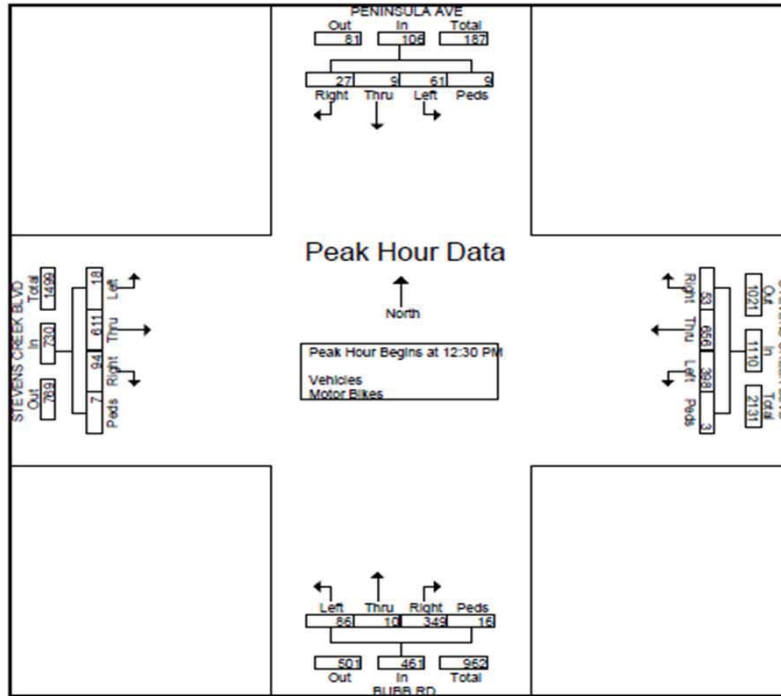 PENINSULA AVE
Out In Total
81 106 187
27 9 61 9
Right Thru Left Peds
Peak Hour Data
North
Peak Hour Begins at 12:30 PM
Vehicles
Motor Bikes
STEVENS CREEK BLVD
Out In Total
769 730 1499
18 611 94 7
Left Thru Right Peds
Right Thru Left Peds
53 656 398 3
Out In Total
1021 1110 2131
Left Thru Right Peds
86 10 349 16
501 461 962
Out In Total
BUBB RD